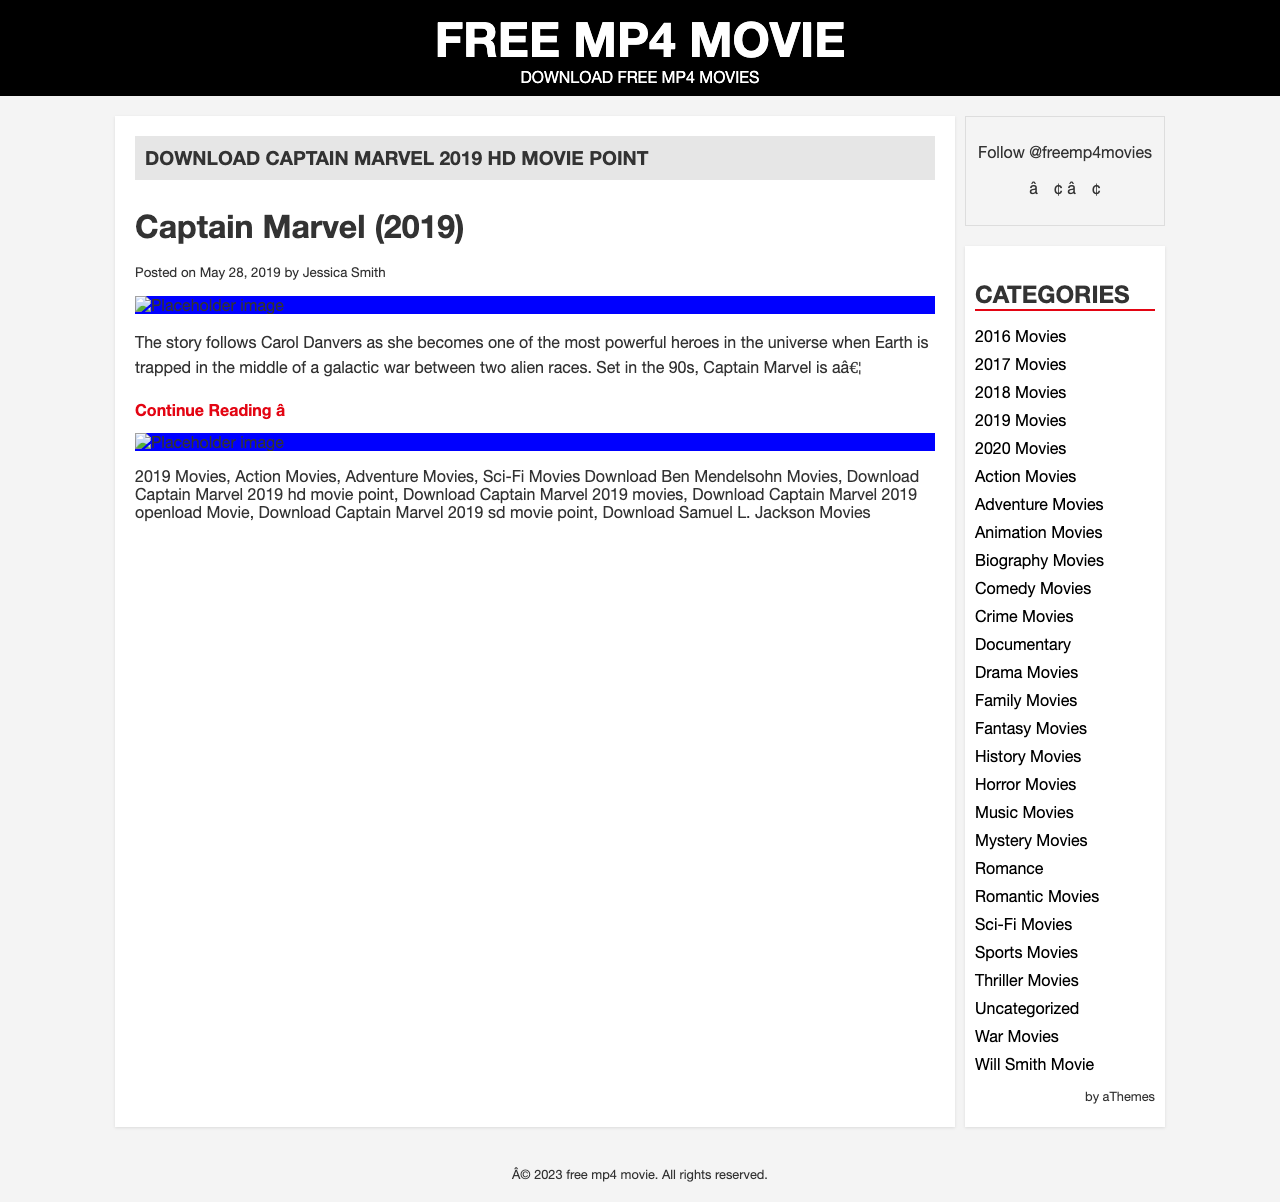 FREE MP4 MOVIE
DOWNLOAD FREE MP4 MOVIES
DOWNLOAD CAPTAIN MARVEL 2019 HD MOVIE POINT
Captain Marvel (2019)
Posted on May 28, 2019 by Jessica Smith
Placeholder image
The story follows Carol Danvers as she becomes one of the most powerful heroes in the universe when Earth is
trapped in the middle of a galactic war between two alien races. Set in the 90s, Captain Marvel is aâ€¦
Continue Reading â
Placeholder image
2019 Movies, Action Movies, Adventure Movies, Sci-Fi Movies Download Ben Mendelsohn Movies, Download
Captain Marvel 2019 hd movie point, Download Captain Marvel 2019 movies, Download Captain Marvel 2019
openload Movie, Download Captain Marvel 2019 sd movie point, Download Samuel L. Jackson Movies
Follow @freemp4movies
â ¢ â ¢
CATEGORIES
2016 Movies
2017 Movies
2018 Movies
2019 Movies
2020 Movies
Action Movies
Adventure Movies
Animation Movies
Biography Movies
Comedy Movies
Crime Movies
Documentary
Drama Movies
Family Movies
Fantasy Movies
History Movies
Horror Movies
Music Movies
Mystery Movies
Romance
Romantic Movies
Sci-Fi Movies
Sports Movies
Thriller Movies
Uncategorized
War Movies
Will Smith Movie
by aThemes
Â© 2023 free mp4 movie. All rights reserved.